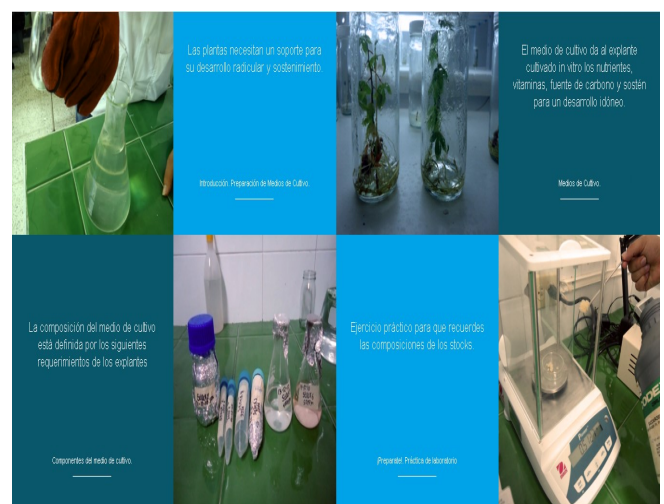 Las plantas necesitan un soporte para
su desarrollo radicular y sostenimiento.
Introducción. Preparación de Medios de Cultivo.
El medio de cultivo da al explante
cultivado in vitro los nutrientes,
vitaminas, fuente de carbono y sostén
para un desarrollo idóneo.
Medios de Cultivo.
La composición del medio de cultivo
está definida por los siguientes
requerimientos de los explantes
Componentes del medio de cultivo.
Ejercicio práctico para que recuerdes
las composiciones de los stocks.
¡Preparate!. Práctica de laboratorio
OHAUS